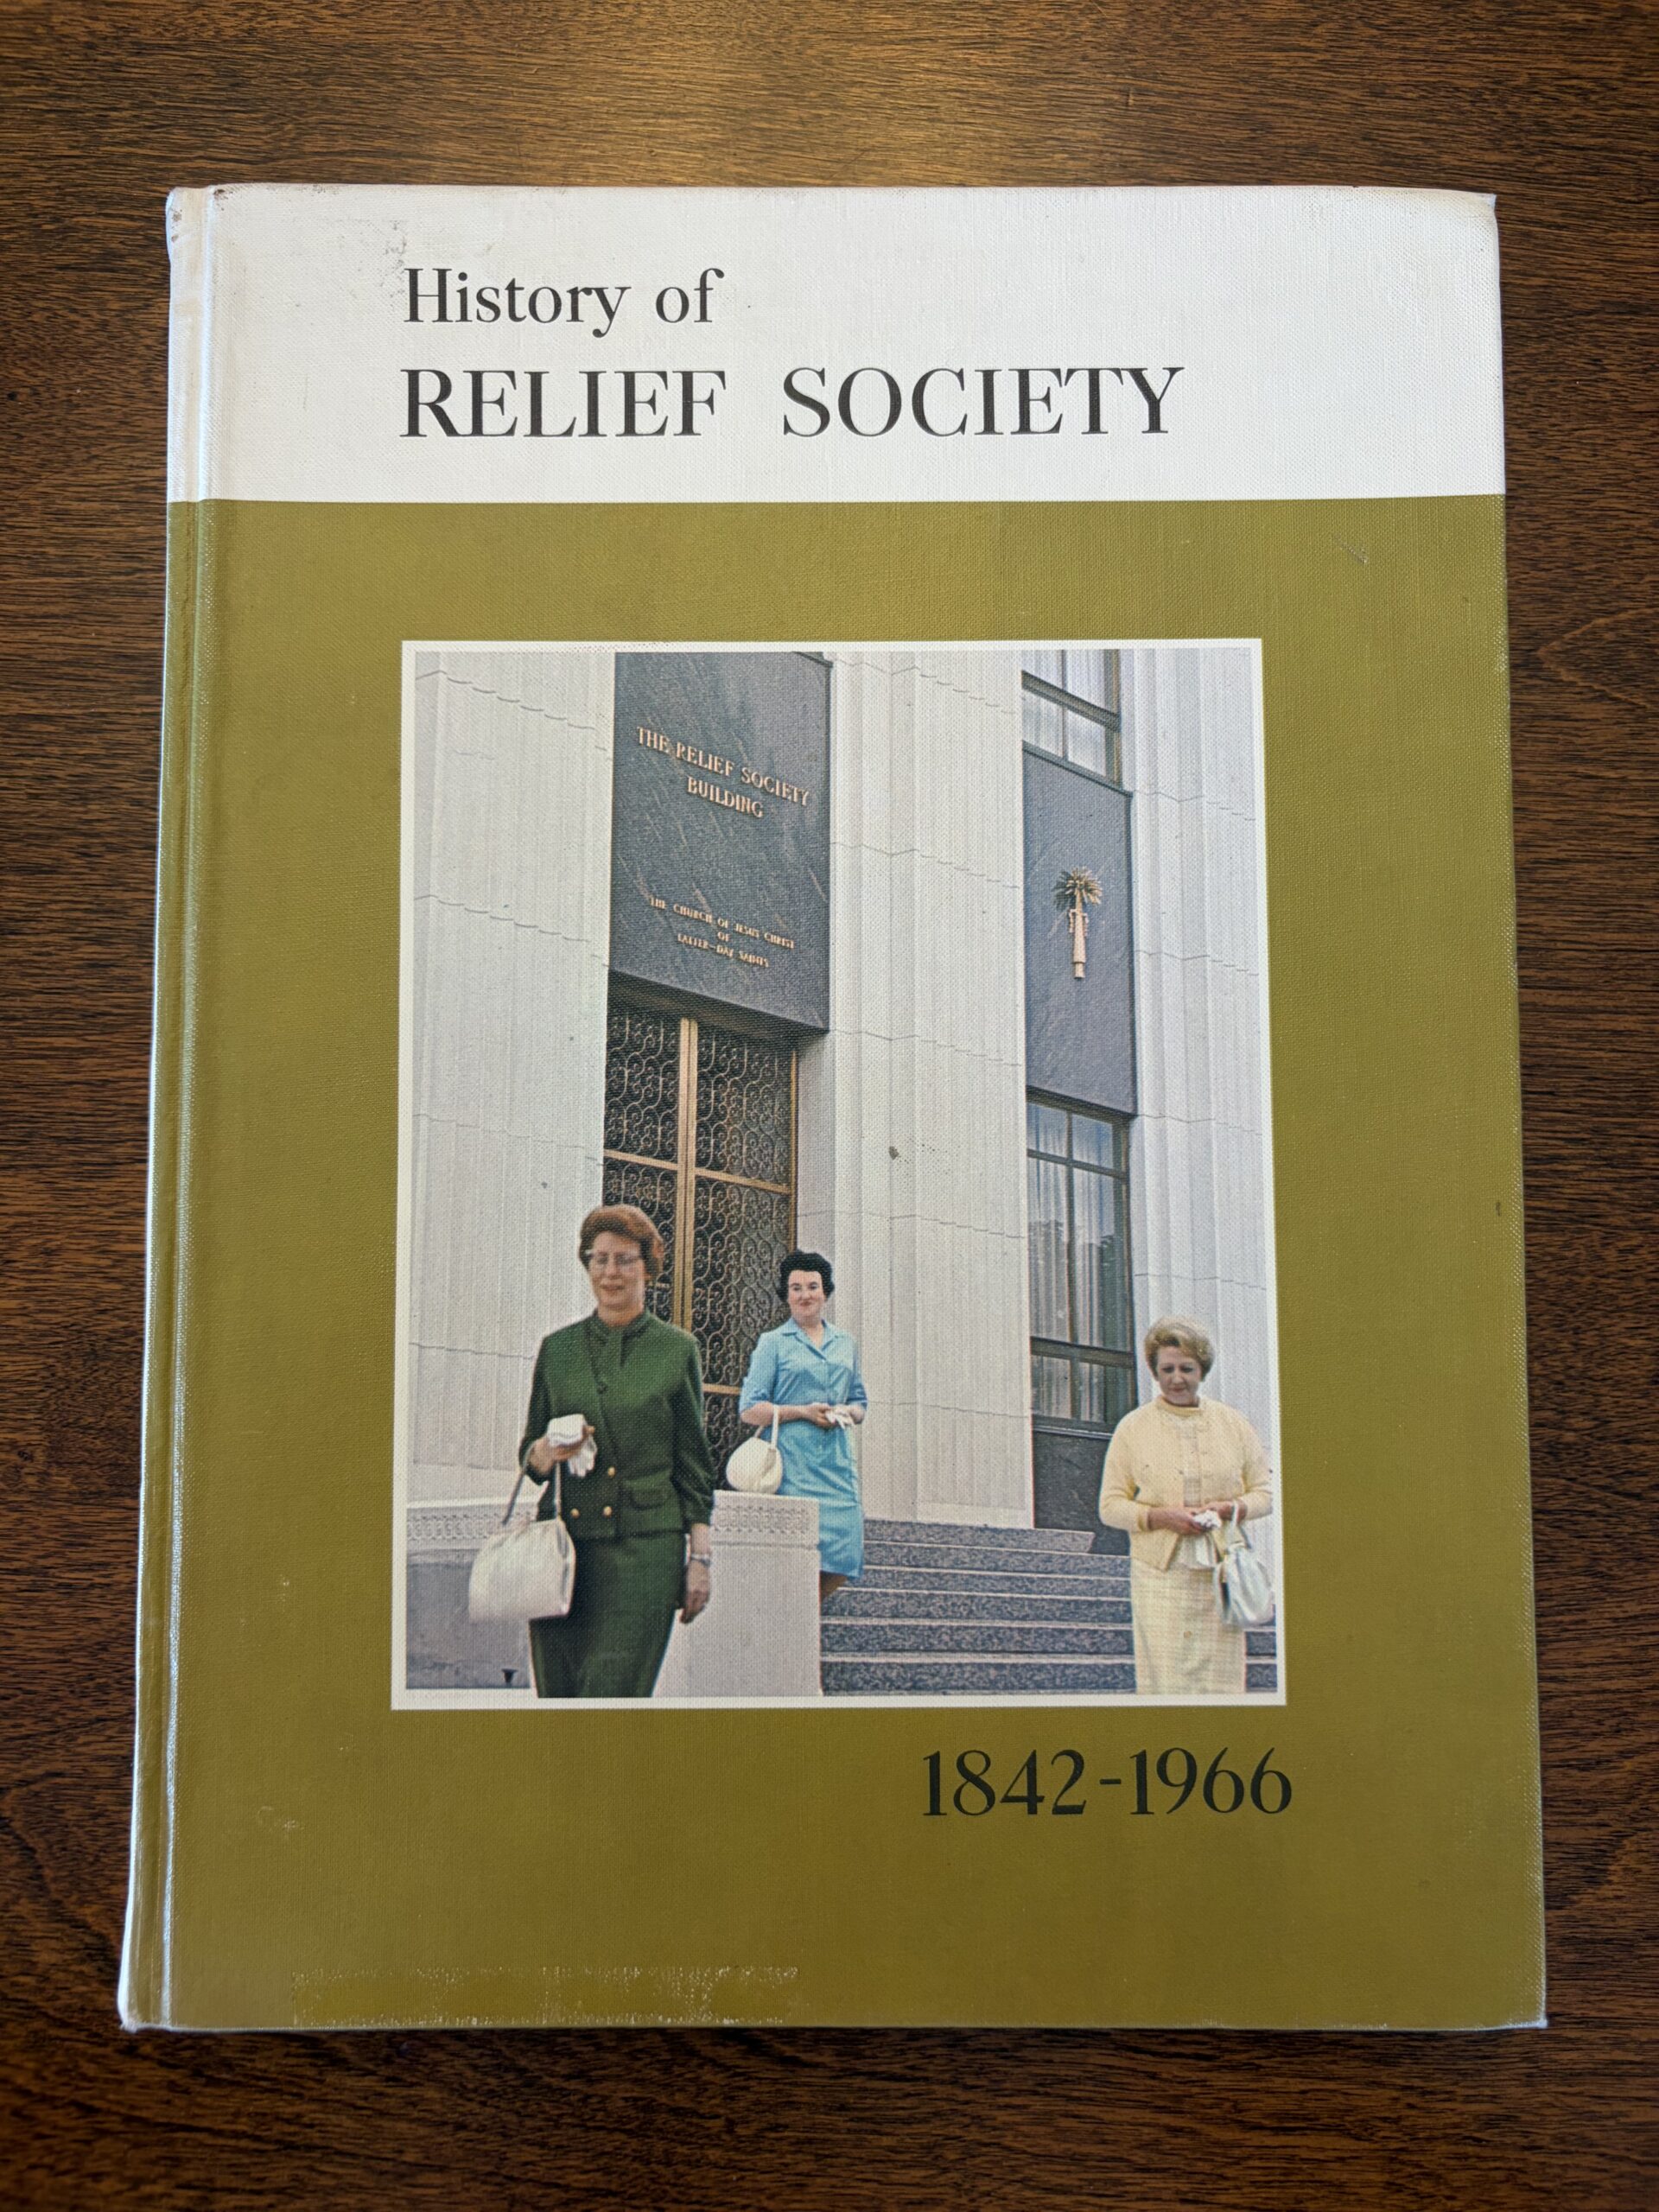 History of
RELIEF SOCIETY
THE RELIEF SOCIETY
BUILDING
THE CHURCH OF JESUS CHRIST
OF
LATTER-DAY SAINTS
1842-1966